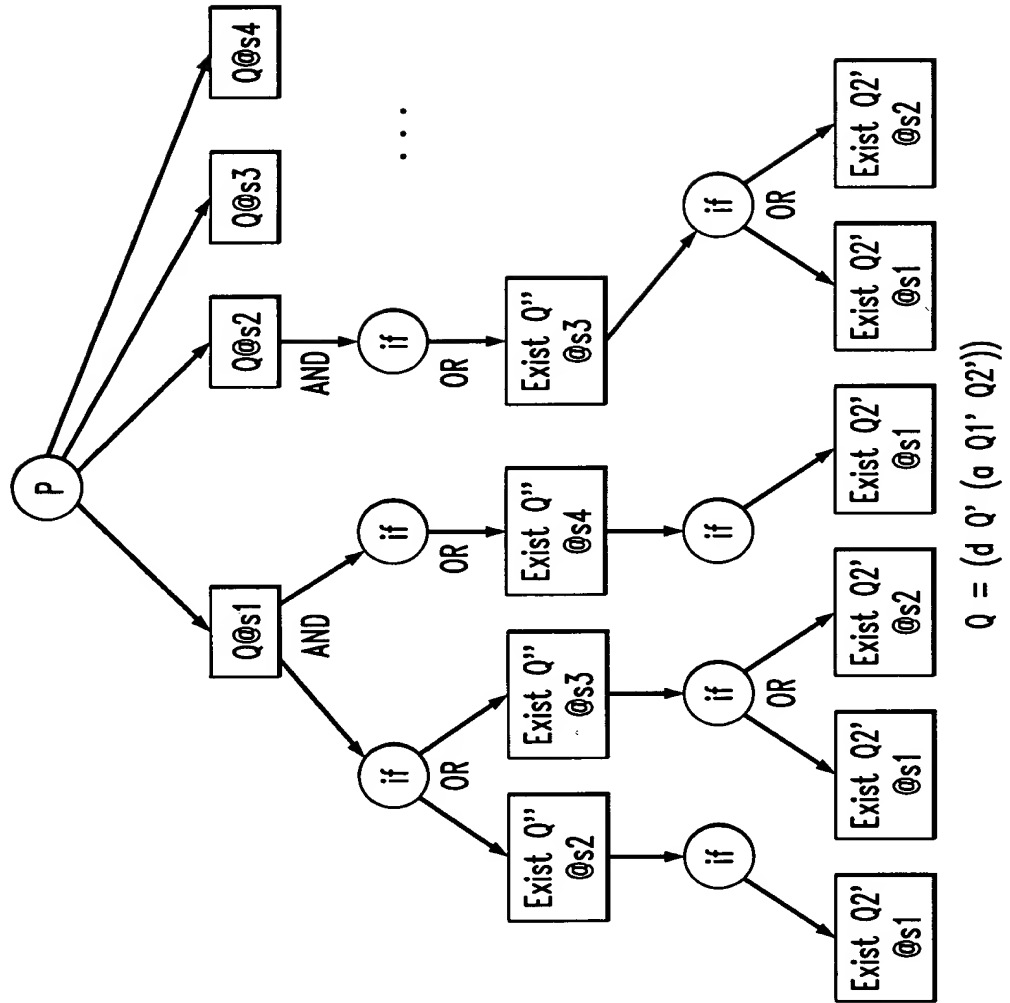 P
Q@s1
Q@s2
Q@s3
Q@s4
AND
AND
if
if
if
. . .
OR
OR
OR
Exist Q"
@s2
Exist Q"
@s3
Exist Q"
@s4
Exist Q"
@s3
if
if
if
if
OR
OR
Exist Q2'
@s1
Exist Q2'
@s1
Exist Q2'
@s2
Exist Q2'
@s1
Exist Q2'
@s1
Exist Q2'
@s2
Q = (d Q' (a Q1' Q2'))